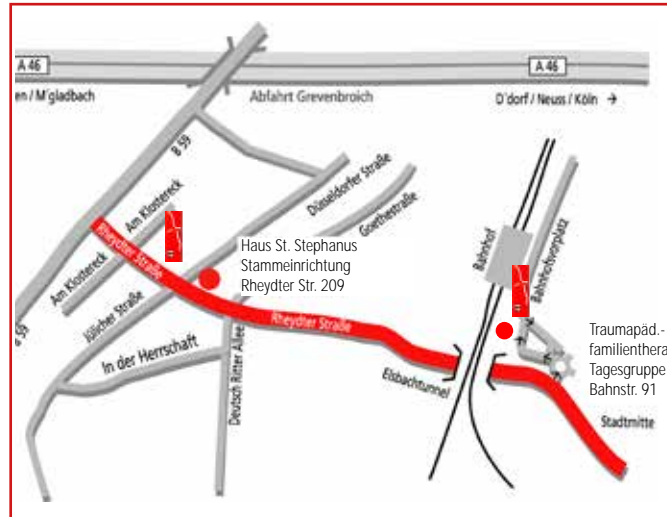 A 46
A 46
en / M'gladbach
Abfahrt Grevenbroich
D'dorf / Neuss / Köln →
B 59
Am Klostereck
Düsseldorfer Straße
Goethestraße
Bahnhof
Bahnhofvorplatz
Rheydter Straße
Haus St. Stephanus
Stammeinrichtung
Rheydter Str. 209
Am Klostereck
Jülicher Straße
Rheydter Straße
B 59
In der Herrschaft
Deutsch Ritter Allee
Elsbachtunnel
Traumapäd.-
familienthera
Tagesgruppe
Bahnstr. 91
Stadtmitte